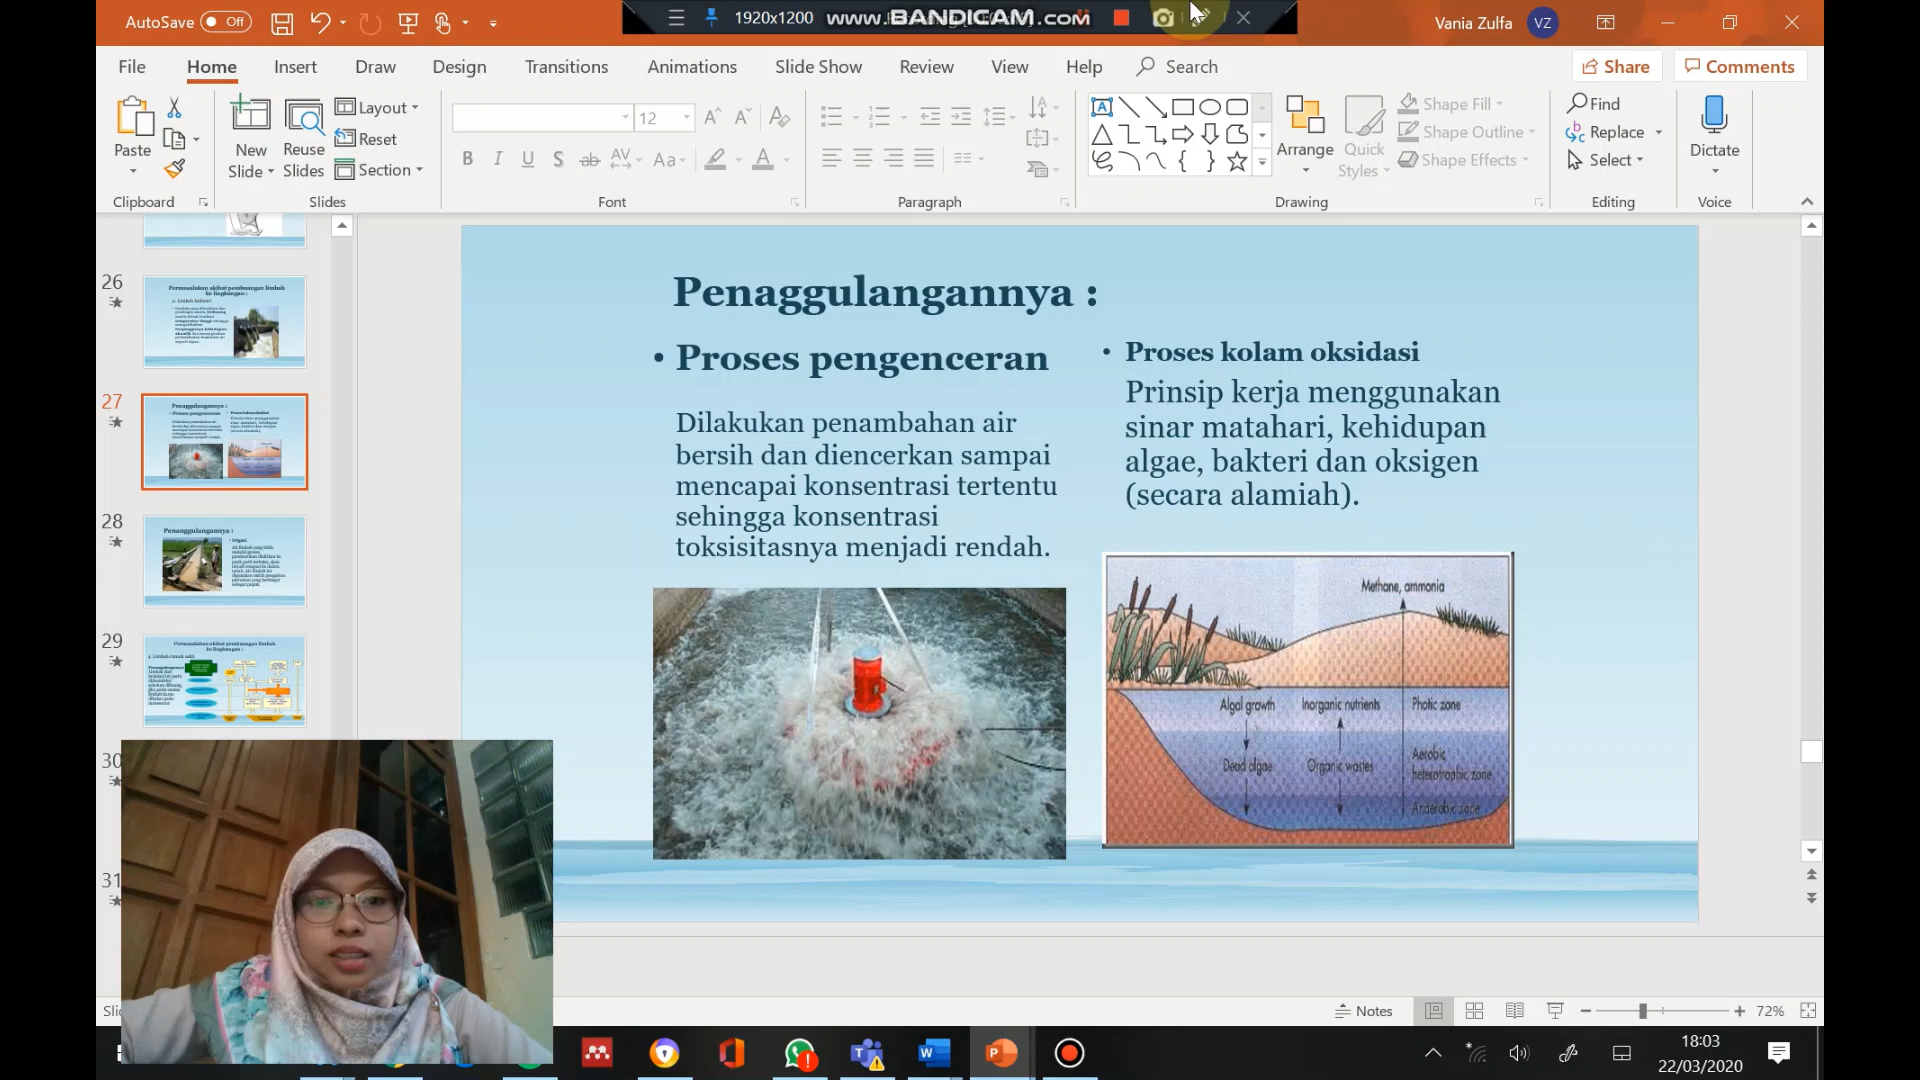 AutoSave Off
1920x1200
www.BANDICAM.com
Vania Zulfa VZ
File Home Insert Draw Design Transitions Animations Slide Show Review View Help Search
Share Comments
Paste
New Slide
Reuse Slides
Layout
Reset
Section
12
Shape Fill
Shape Outline
Shape Effects
Arrange
Quick Styles
Find
Replace
Select
Dictate
Clipboard Slides Font Paragraph Drawing Editing Voice
26
27
28
29
30
31
Penaggulangannya :
• Proses pengenceran
Dilakukan penambahan air
bersih dan diencerkan sampai
mencapai konsentrasi tertentu
sehingga konsentrasi
toksisitasnya menjadi rendah.
• Proses kolam oksidasi
Prinsip kerja menggunakan
sinar matahari, kehidupan
algae, bakteri dan oksigen
(secara alamiah).
Methane, ammonia
Algal growth Inorganic nutrients Photic zone
Dead algae Organic wastes Aerobic
heterotrophic zone
Anaerobic zone
Notes
72%
18:03
22/03/2020